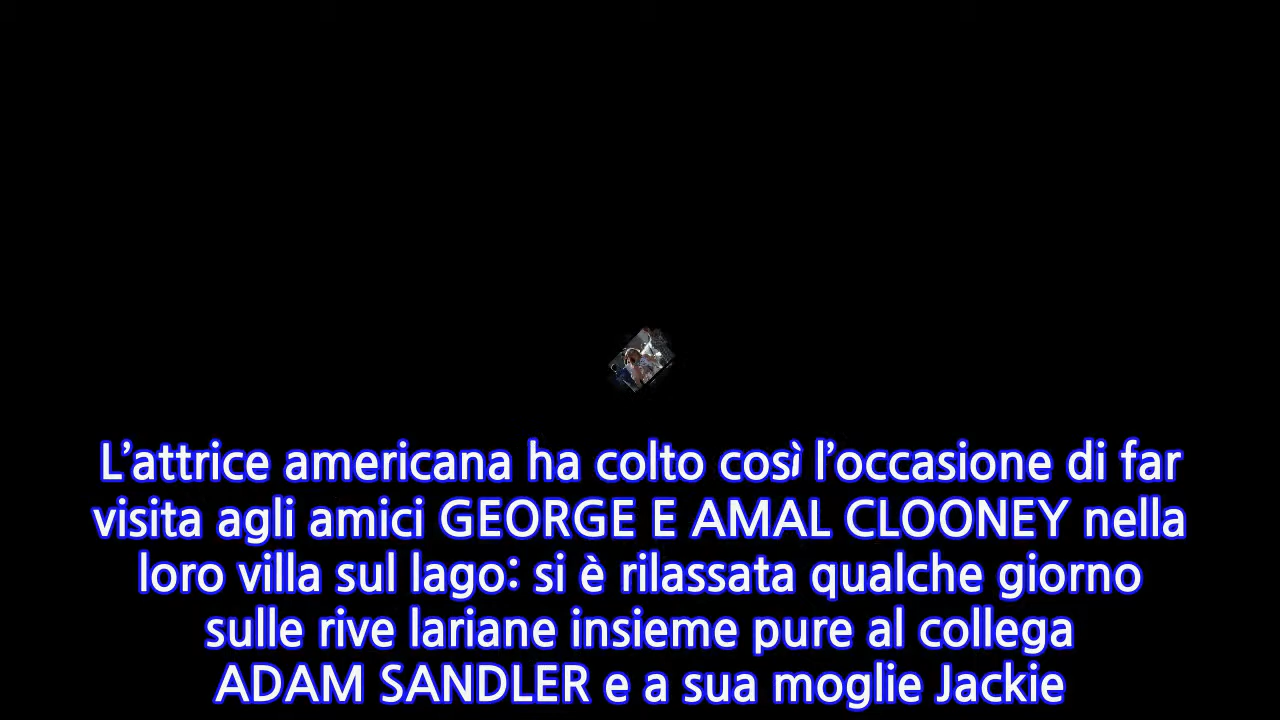 L’attrice americana ha colto così l’occasione di far
visita agli amici GEORGE E AMAL CLOONEY nella
loro villa sul lago: si è rilassata qualche giorno
sulle rive lariane insieme pure al collega
ADAM SANDLER e a sua moglie Jackie